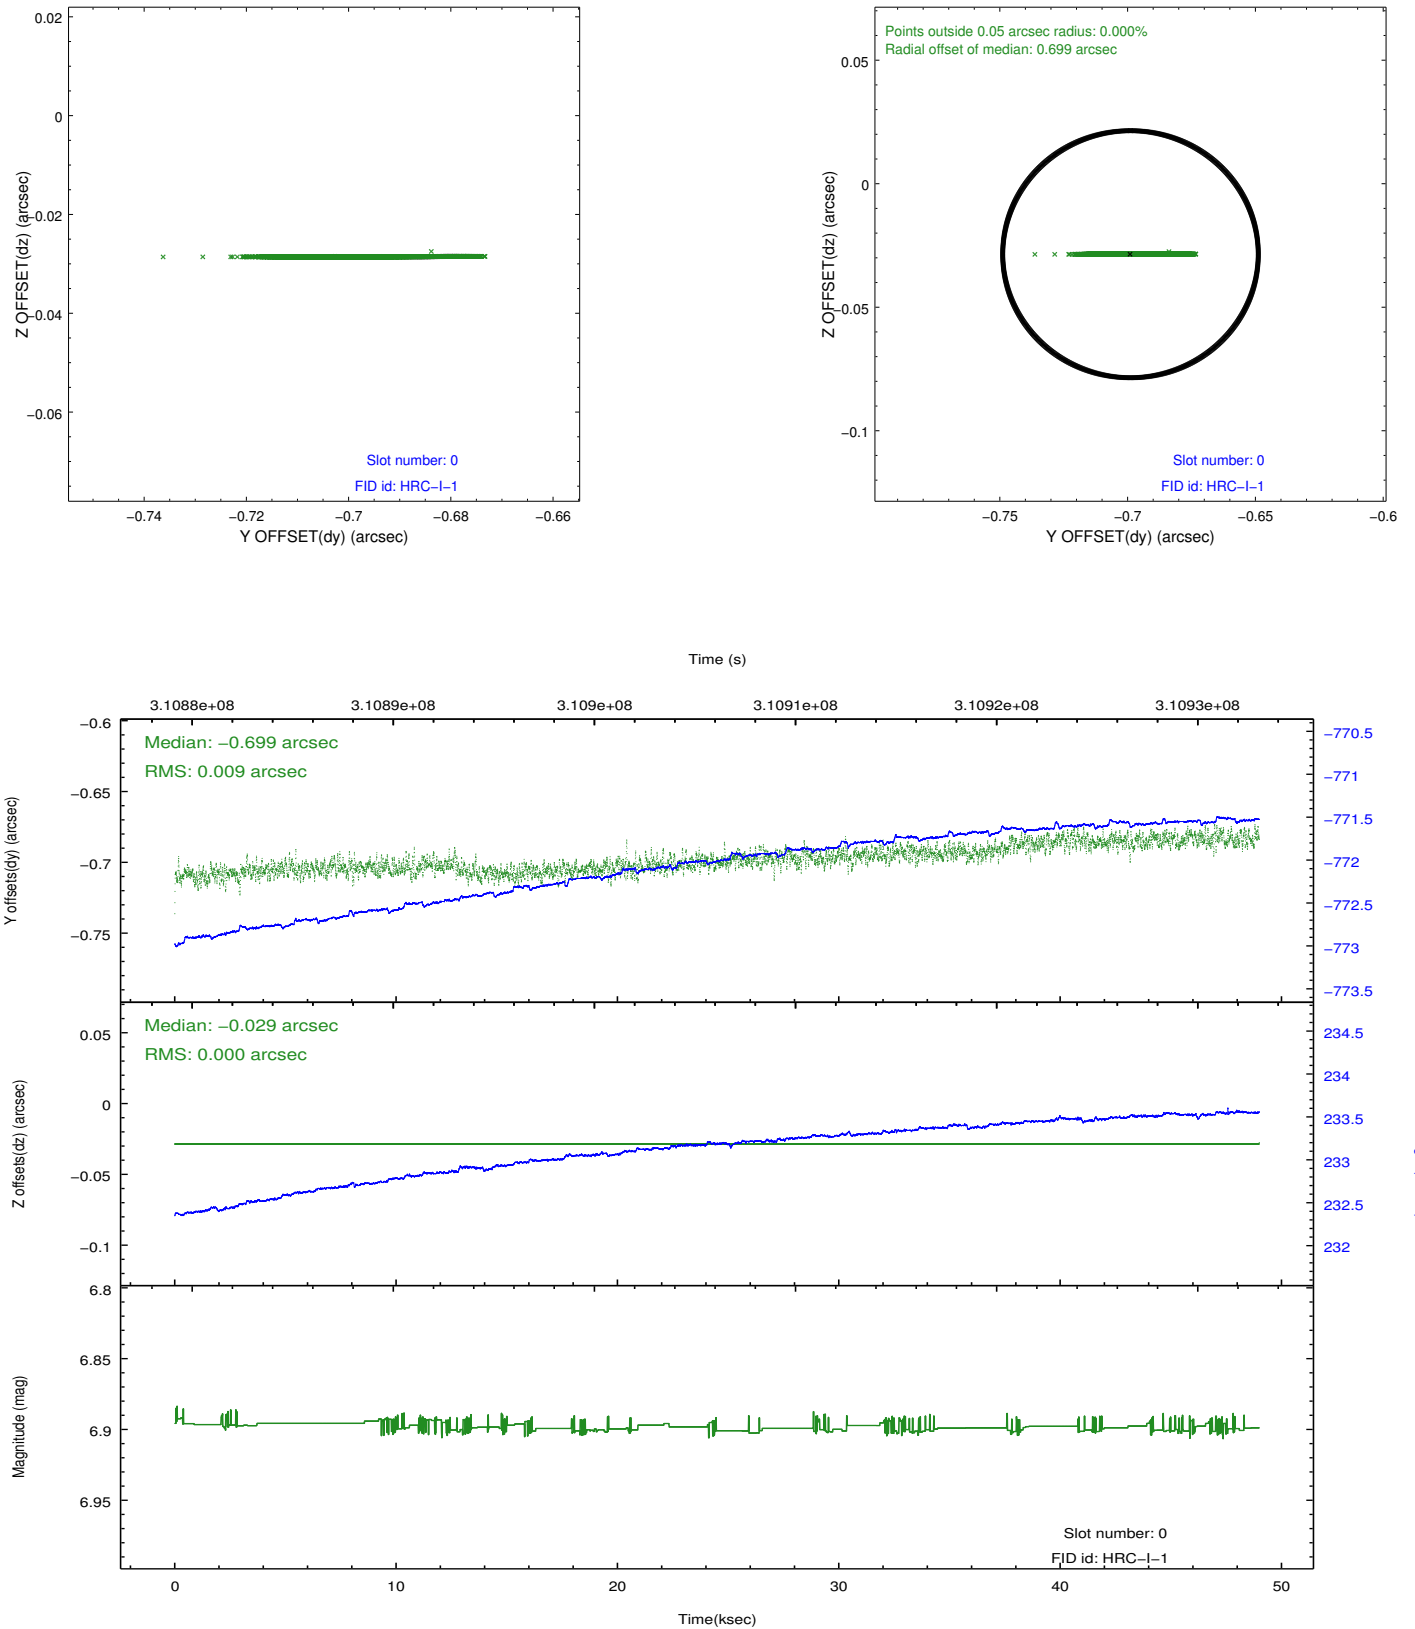 0.02
0
−0.02
−0.04
−0.06
Z OFFSET(dz) (arcsec)
Slot number: 0
FID id: HRC−I−1
−0.74 −0.72 −0.7 −0.68 −0.66
Y OFFSET(dy) (arcsec)
Points outside 0.05 arcsec radius: 0.000%
Radial offset of median: 0.699 arcsec
0.05
0
−0.05
−0.1
Z OFFSET(dz) (arcsec)
Slot number: 0
FID id: HRC−I−1
−0.75 −0.7 −0.65 −0.6
Y OFFSET(dy) (arcsec)
Time (s)
3.1088e+08 3.1089e+08 3.109e+08 3.1091e+08 3.1092e+08 3.1093e+08
Median: −0.699 arcsec
RMS: 0.009 arcsec
−0.6
−0.65
−0.7
−0.75
Y offsets(dy) (arcsec)
−770.5
−771
−771.5
−772
−772.5
−773
−773.5
Median: −0.029 arcsec
RMS: 0.000 arcsec
0.05
0
−0.05
−0.1
Z offsets(dz) (arcsec)
234.5
234
233.5
233
232.5
232
6.8
6.85
6.9
6.95
Magnitude (mag)
Slot number: 0
FID id: HRC−I−1
0 10 20 30 40 50
Time(ksec)